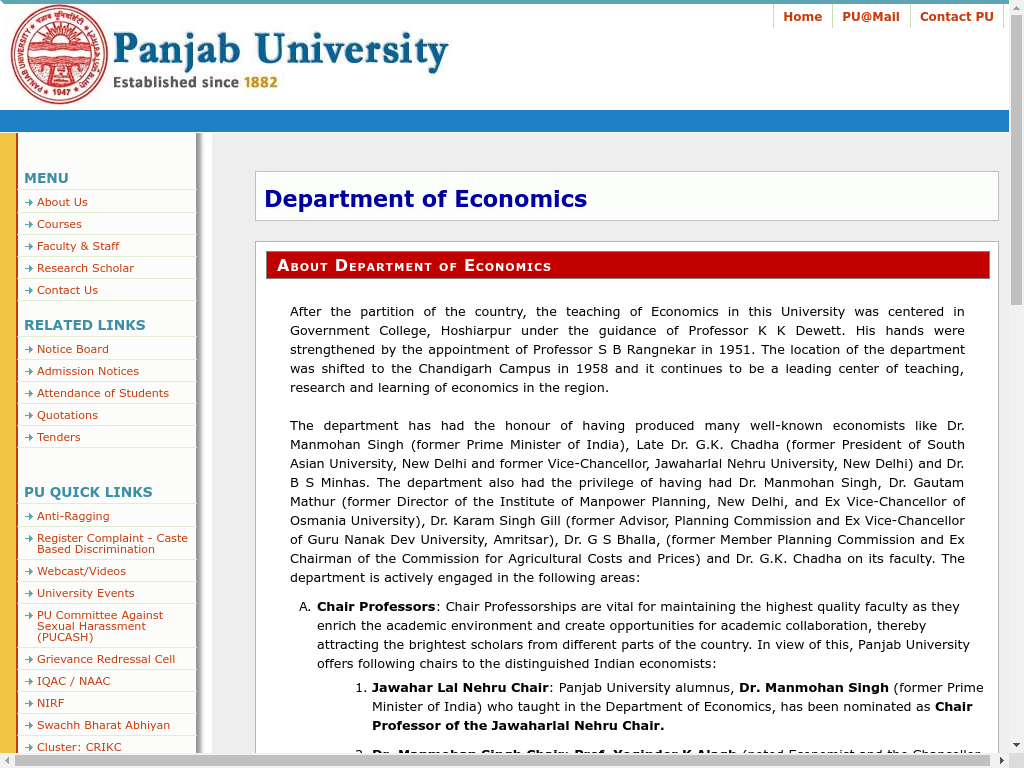 Home
PU@Mail
Contact PU
Panjab University
Established since 1882
1947
MENU
About Us
Courses
Faculty & Staff
Research Scholar
Contact Us
RELATED LINKS
Notice Board
Admission Notices
Attendance of Students
Quotations
Tenders
PU QUICK LINKS
Anti-Ragging
Register Complaint - Caste
Based Discrimination
Webcast/Videos
University Events
PU Committee Against
Sexual Harassment
(PUCASH)
Grievance Redressal Cell
IQAC / NAAC
NIRF
Swachh Bharat Abhiyan
Cluster: CRIKC
Department of Economics
About Department of Economics
After the partition of the country, the teaching of Economics in this University was centered in
Government College, Hoshiarpur under the guidance of Professor K K Dewett. His hands were
strengthened by the appointment of Professor S B Rangnekar in 1951. The location of the department
was shifted to the Chandigarh Campus in 1958 and it continues to be a leading center of teaching,
research and learning of economics in the region.
The department has had the honour of having produced many well-known economists like Dr.
Manmohan Singh (former Prime Minister of India), Late Dr. G.K. Chadha (former President of South
Asian University, New Delhi and former Vice-Chancellor, Jawaharlal Nehru University, New Delhi) and Dr.
B S Minhas. The department also had the privilege of having had Dr. Manmohan Singh, Dr. Gautam
Mathur (former Director of the Institute of Manpower Planning, New Delhi, and Ex Vice-Chancellor of
Osmania University), Dr. Karam Singh Gill (former Advisor, Planning Commission and Ex Vice-Chancellor
of Guru Nanak Dev University, Amritsar), Dr. G S Bhalla, (former Member Planning Commission and Ex
Chairman of the Commission for Agricultural Costs and Prices) and Dr. G.K. Chadha on its faculty. The
department is actively engaged in the following areas:
A. Chair Professors: Chair Professorships are vital for maintaining the highest quality faculty as they
enrich the academic environment and create opportunities for academic collaboration, thereby
attracting the brightest scholars from different parts of the country. In view of this, Panjab University
offers following chairs to the distinguished Indian economists:
1. Jawahar Lal Nehru Chair: Panjab University alumnus, Dr. Manmohan Singh (former Prime
Minister of India) who taught in the Department of Economics, has been nominated as Chair
Professor of the Jawaharlal Nehru Chair.
2. Dr. Manmohan Singh Chair: Prof. Yoginder K Alagh (noted Economist and the Chancellor